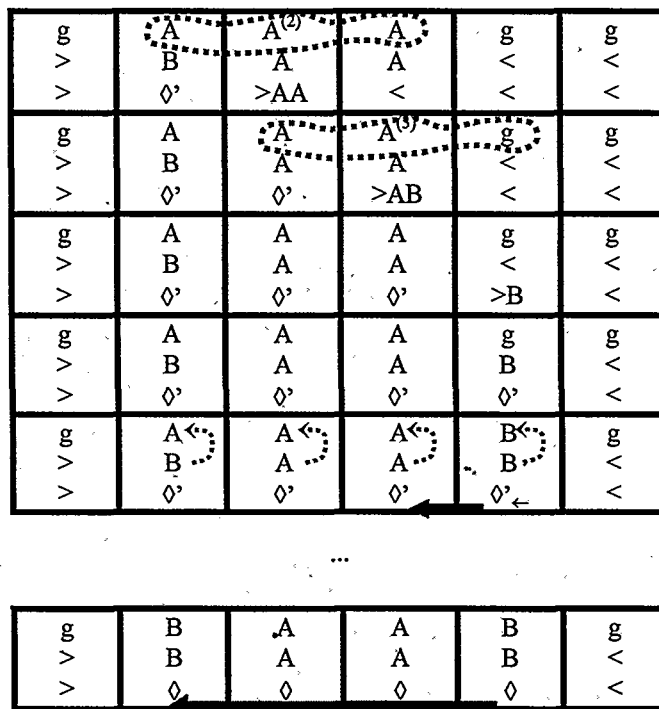 g A A(2) A g g
> B A A < <
> ◊’ >AA < < <
g A A A(3) g g
> B A A < <
> ◊’ ◊’ >AB < <
g A A A g g
> B A A < <
> ◊’ ◊’ ◊’ >B <
g A A A g g
> B A A B <
> ◊’ ◊’ ◊’ ◊’ <
g A A A B g
> B A A B <
> ◊’ ◊’ ◊’ ◊’← <
...
g B A A B g
> B A A B <
> ◊ ◊ ◊ ◊ <